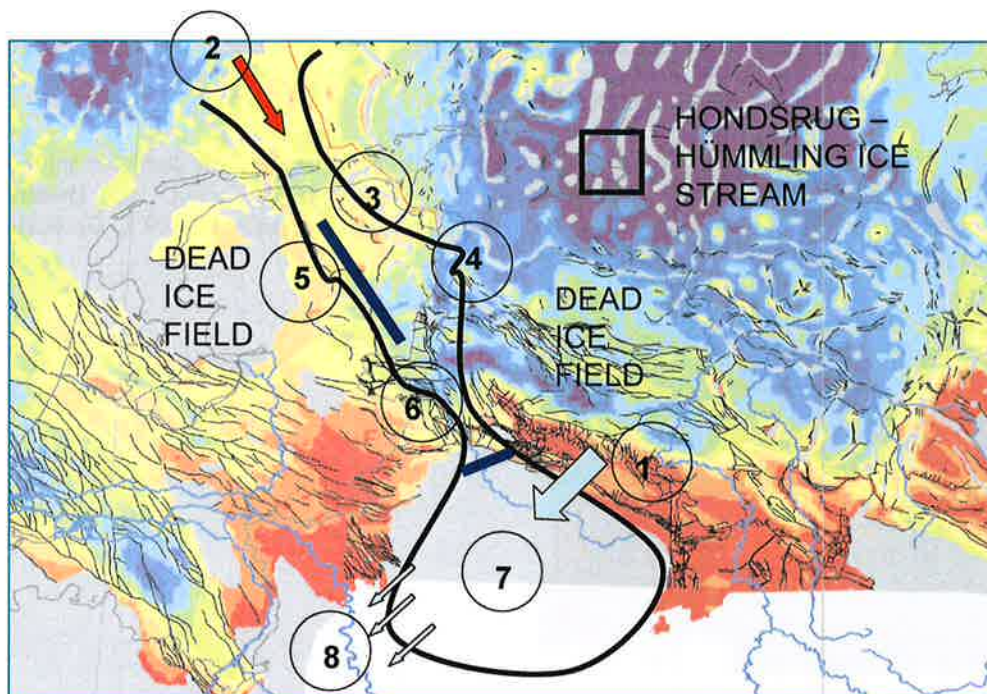 2
HONDSRUG –
HÜMMLING ICE
STREAM
3
4
DEAD
ICE
FIELD
5
DEAD
ICE
FIELD
6
1
7
8